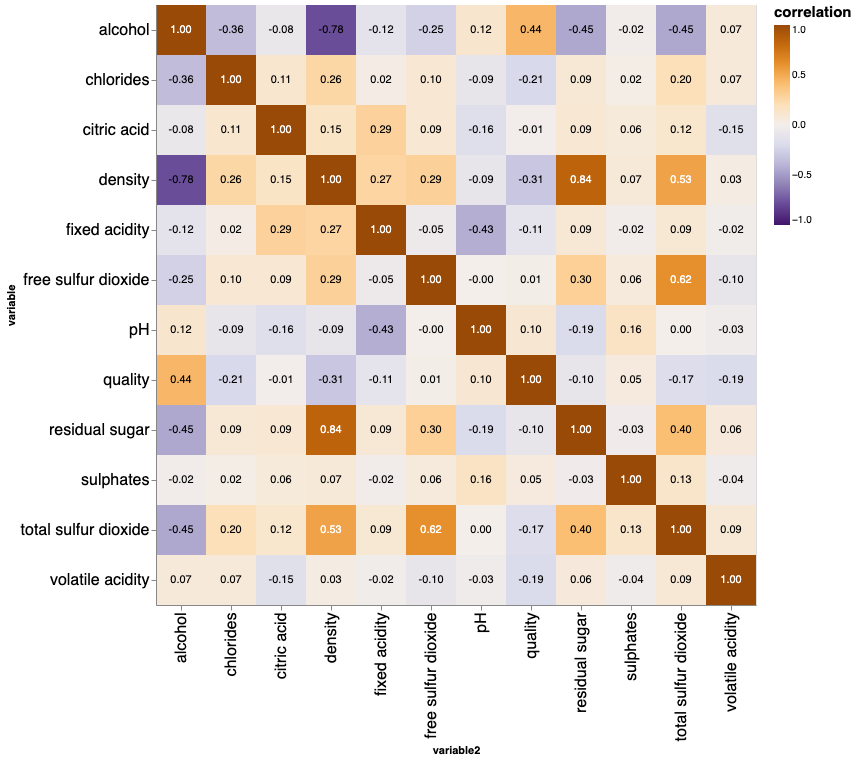 correlation
alcohol 1.00 -0.36 -0.08 -0.78 -0.12 -0.25 0.12 0.44 -0.45 -0.02 -0.45 0.07
chlorides -0.36 1.00 0.11 0.26 0.02 0.10 -0.09 -0.21 0.09 0.02 0.20 0.07
citric acid -0.08 0.11 1.00 0.15 0.29 0.09 -0.16 -0.01 0.09 0.06 0.12 -0.15
density -0.78 0.26 0.15 1.00 0.27 0.29 -0.09 -0.31 0.84 0.07 0.53 0.03
fixed acidity -0.12 0.02 0.29 0.27 1.00 -0.05 -0.43 -0.11 0.09 -0.02 0.09 -0.02
free sulfur dioxide -0.25 0.10 0.09 0.29 -0.05 1.00 -0.00 0.01 0.30 0.06 0.62 -0.10
pH 0.12 -0.09 -0.16 -0.09 -0.43 -0.00 1.00 0.10 -0.19 0.16 0.00 -0.03
quality 0.44 -0.21 -0.01 -0.31 -0.11 0.01 0.10 1.00 -0.10 0.05 -0.17 -0.19
residual sugar -0.45 0.09 0.09 0.84 0.09 0.30 -0.19 -0.10 1.00 -0.03 0.40 0.06
sulphates -0.02 0.02 0.06 0.07 -0.02 0.06 0.16 0.05 -0.03 1.00 0.13 -0.04
total sulfur dioxide -0.45 0.20 0.12 0.53 0.09 0.62 0.00 -0.17 0.40 0.13 1.00 0.09
volatile acidity 0.07 0.07 -0.15 0.03 -0.02 -0.10 -0.03 -0.19 0.06 -0.04 0.09 1.00
variable
alcohol
chlorides
citric acid
density
fixed acidity
free sulfur dioxide
pH
quality
residual sugar
sulphates
total sulfur dioxide
volatile acidity
variable2
1.0
0.5
0.0
−0.5
−1.0